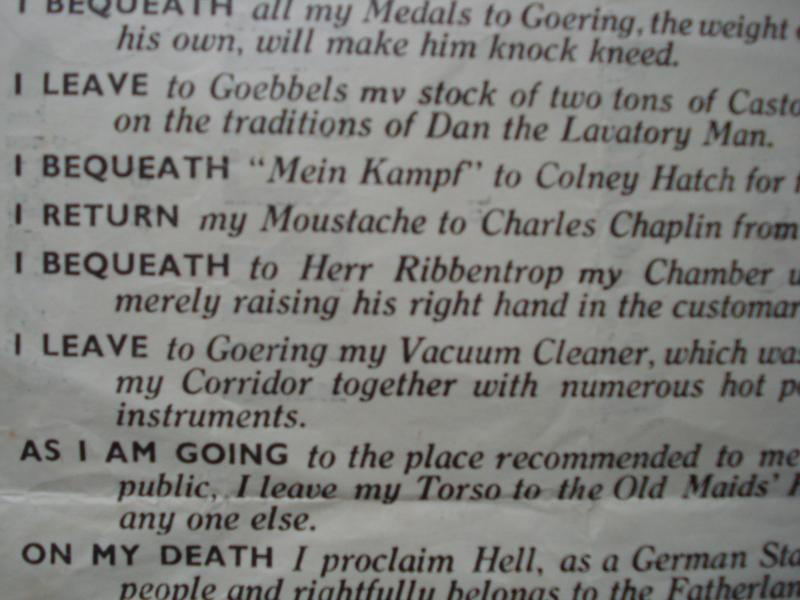 I BEQUEATH all my Medals to Goering, the weight
his own, will make him knock kneed.
I LEAVE to Goebbels my stock of two tons of
on the traditions of Dan the Lavatory Man.
I BEQUEATH "Mein Kampf" to Colney Hatch for
I RETURN my Moustache to Charles Chaplin from
I BEQUEATH to Herr Ribbentrop my Chamber
merely raising his right hand in the
I LEAVE to Goering my Vacuum Cleaner, which
my Corridor together with numerous hot
instruments.
AS I AM GOING to the place recommended to me
public, I leave my Torso to the Old Maids'
any one else.
ON MY DEATH I proclaim Hell, as a German
people and rightfully belongs to the